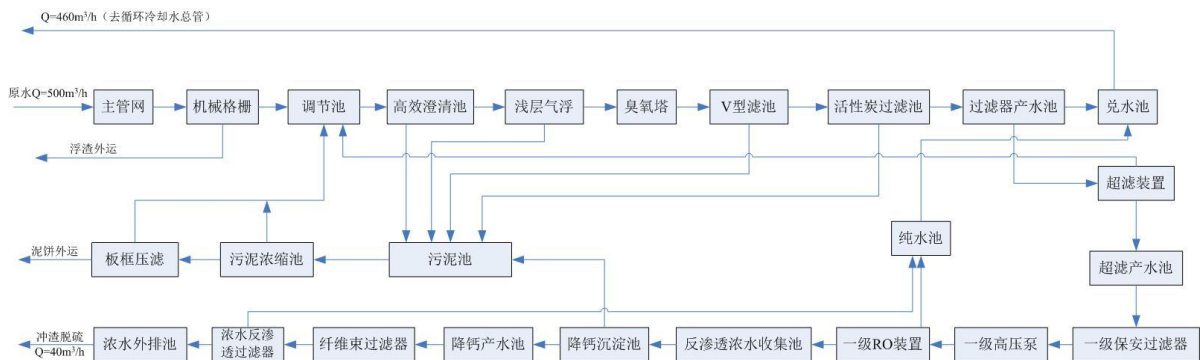 Q=460m³/h（去循环冷却水总管）
原水Q=500m³/h
主管网
机械格栅
调节池
高效澄清池
浅层气浮
臭氧塔
V型滤池
活性炭过滤池
过滤器产水池
兑水池
浮渣外运
超滤装置
纯水池
泥饼外运
板框压滤
污泥浓缩池
污泥池
超滤产水池
冲渣脱硫
Q=40m³/h
浓水外排池
浓水反渗
透过滤器
纤维束过滤器
降钙产水池
降钙沉淀池
反渗透浓水收集池
一级RO装置
一级高压泵
一级保安过滤器